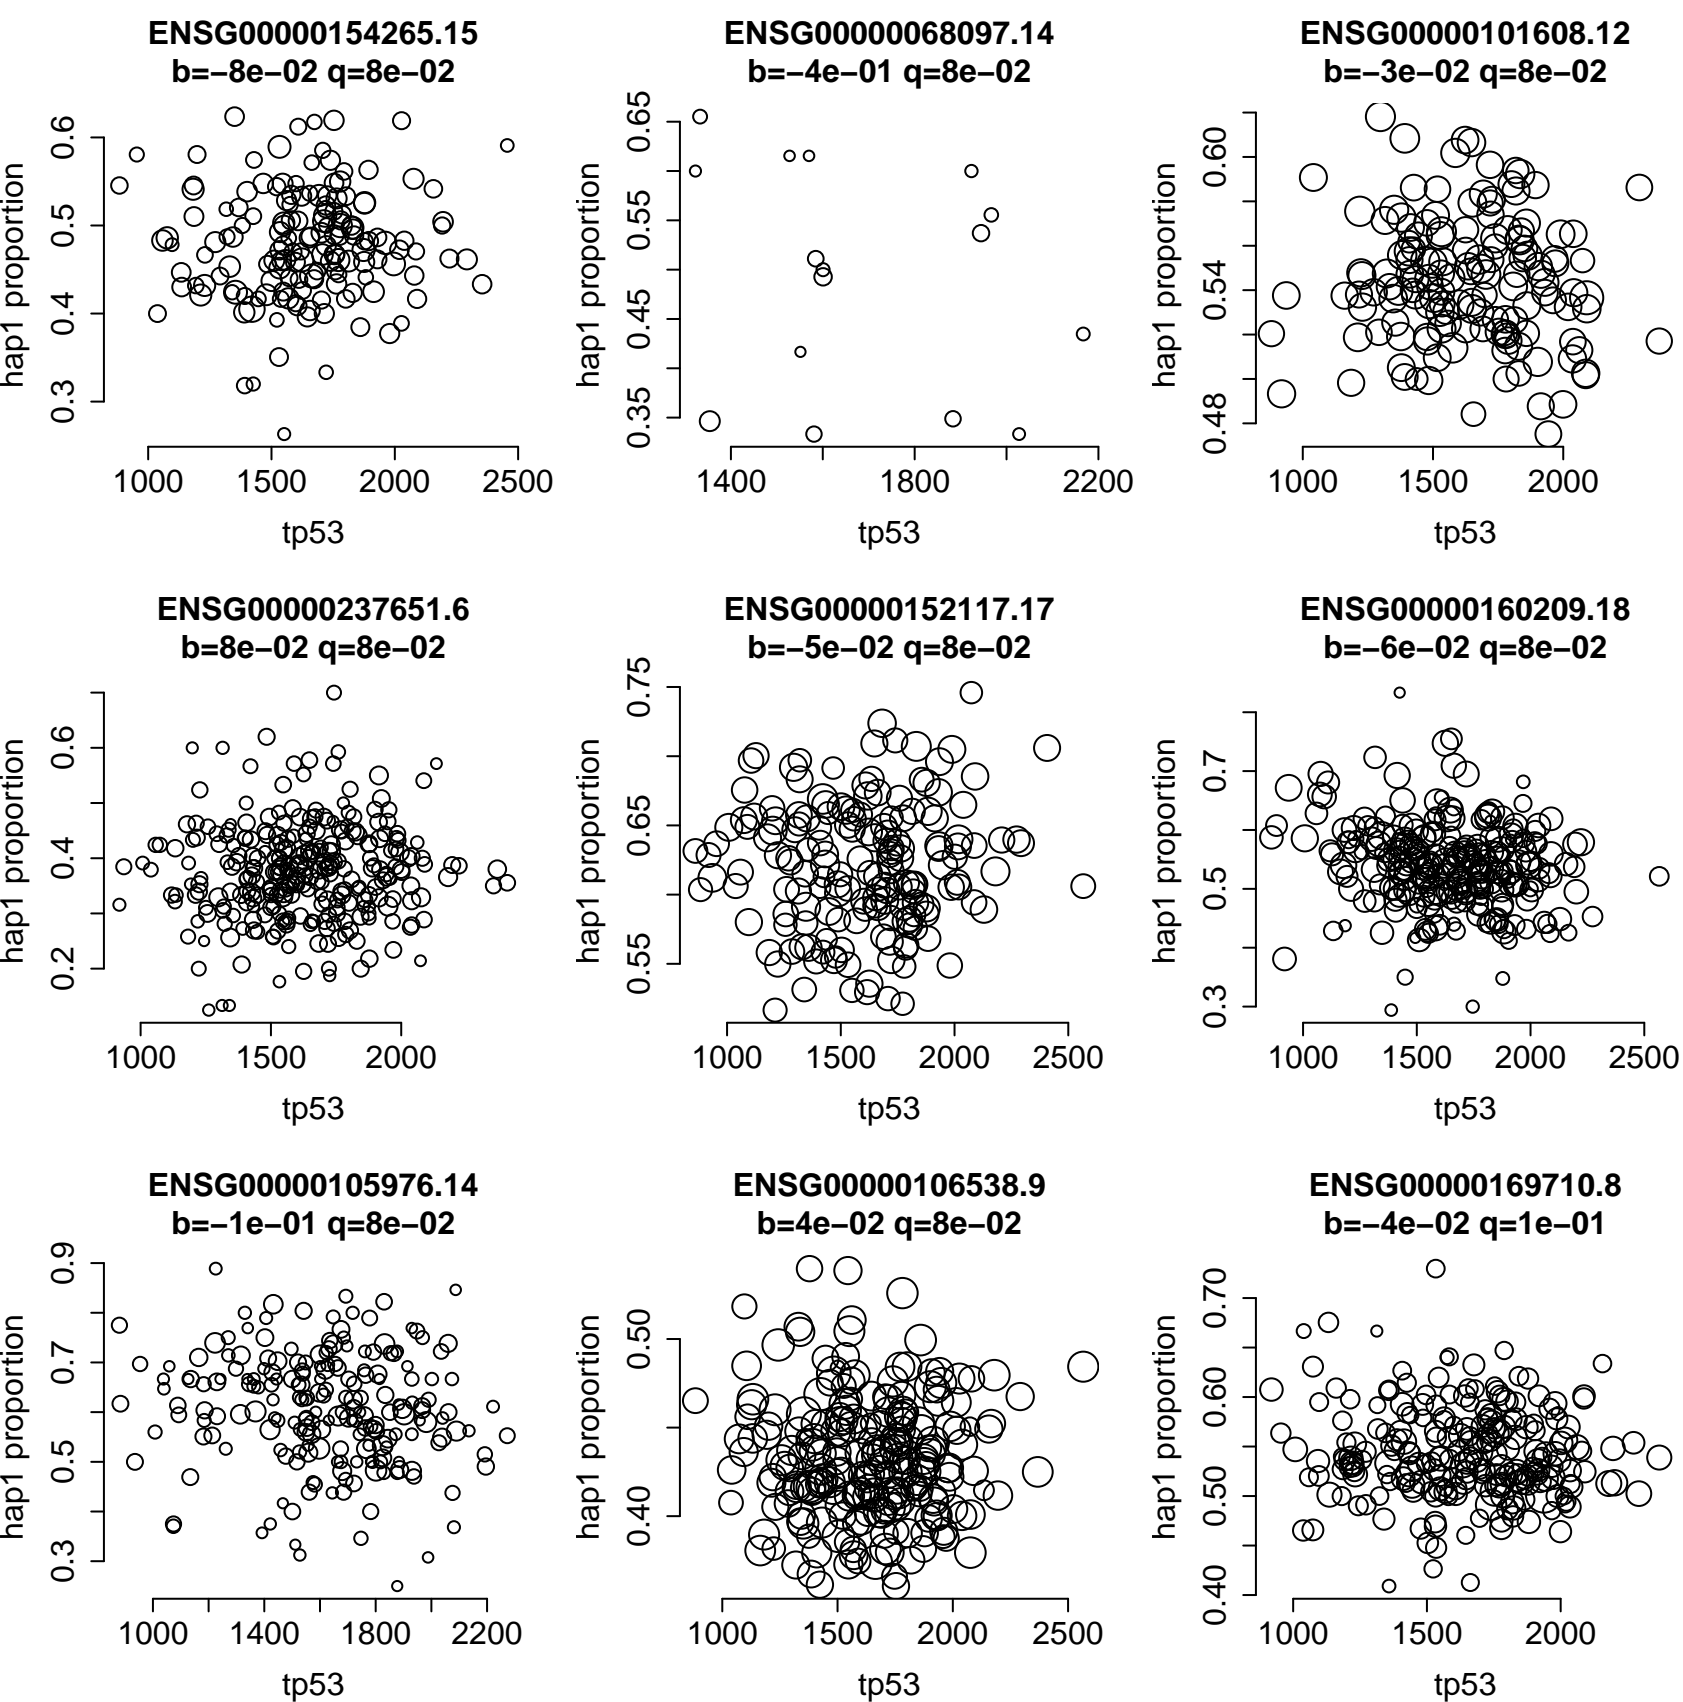 ENSG00000154265.15
b=−8e−02 q=8e−02
hap1 proportion
0.3 0.4 0.5 0.6
1000 1500 2000 2500
tp53
ENSG00000068097.14
b=−4e−01 q=8e−02
hap1 proportion
0.35 0.45 0.55 0.65
1400 1800 2200
tp53
ENSG00000101608.12
b=−3e−02 q=8e−02
hap1 proportion
0.48 0.54 0.60
1000 1500 2000
tp53
ENSG00000237651.6
b=8e−02 q=8e−02
hap1 proportion
0.2 0.4 0.6
1000 1500 2000
tp53
ENSG00000152117.17
b=−5e−02 q=8e−02
hap1 proportion
0.55 0.65 0.75
1000 1500 2000 2500
tp53
ENSG00000160209.18
b=−6e−02 q=8e−02
hap1 proportion
0.3 0.5 0.7
1000 1500 2000 2500
tp53
ENSG00000105976.14
b=−1e−01 q=8e−02
hap1 proportion
0.3 0.5 0.7 0.9
1000 1400 1800 2200
tp53
ENSG00000106538.9
b=4e−02 q=8e−02
hap1 proportion
0.40 0.50
1000 1500 2000 2500
tp53
ENSG00000169710.8
b=−4e−02 q=1e−01
hap1 proportion
0.40 0.50 0.60 0.70
1000 1500 2000
tp53